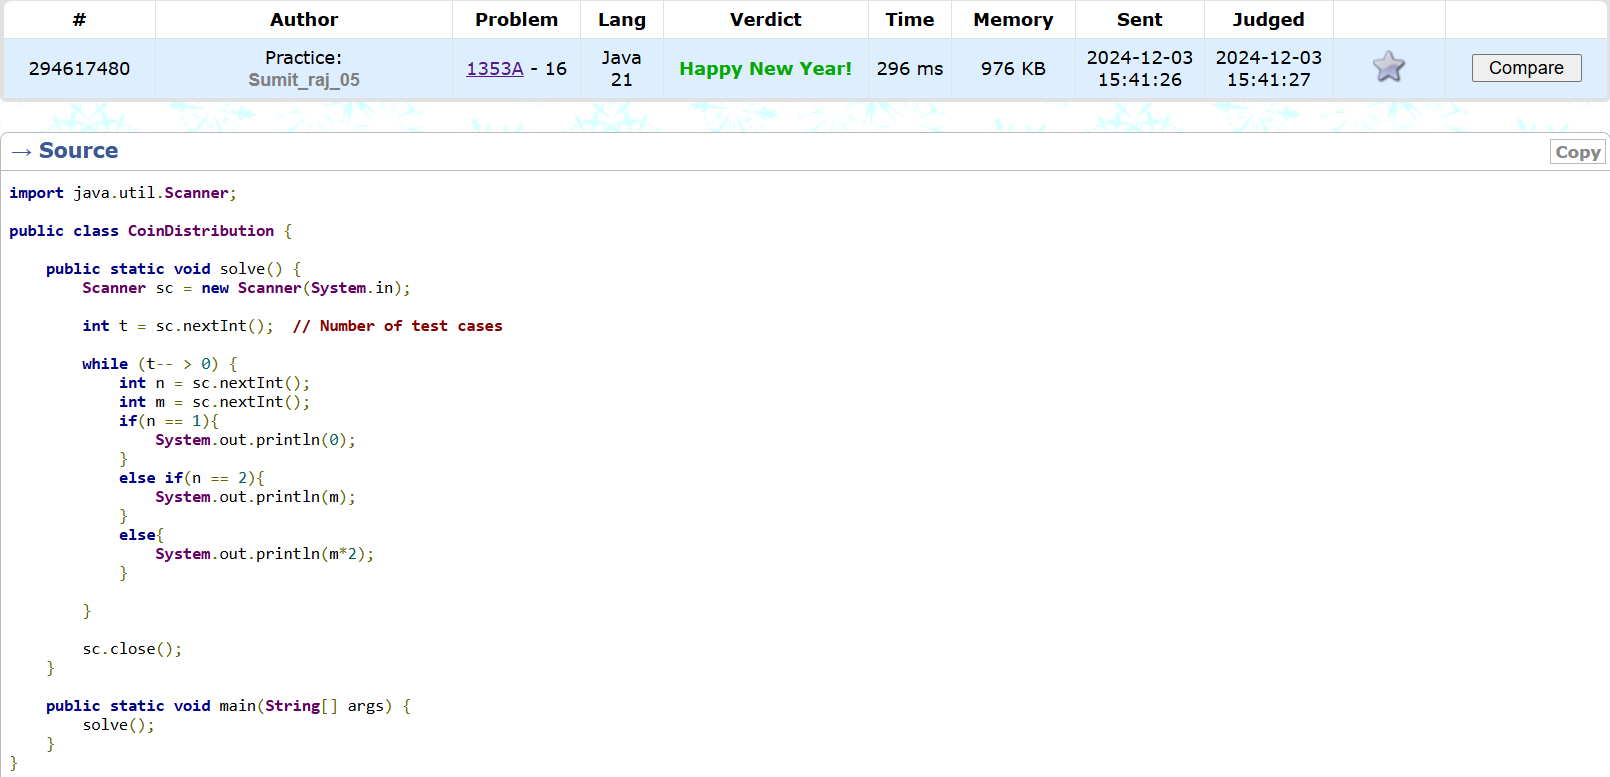 # Author Problem Lang Verdict Time Memory Sent Judged
294617480 Practice: Sumit_raj_05 1353A - 16 Java 21 Happy New Year! 296 ms 976 KB 2024-12-03 15:41:26 2024-12-03 15:41:27 Compare
→ Source Copy
import java.util.Scanner;
public class CoinDistribution {
    public static void solve() {
        Scanner sc = new Scanner(System.in);
        int t = sc.nextInt();  // Number of test cases
        while (t-- > 0) {
            int n = sc.nextInt();
            int m = sc.nextInt();
            if(n == 1){
                System.out.println(0);
            }
            else if(n == 2){
                System.out.println(m);
            }
            else{
                System.out.println(m*2);
            }
        }
        sc.close();
    }
    public static void main(String[] args) {
        solve();
    }
}